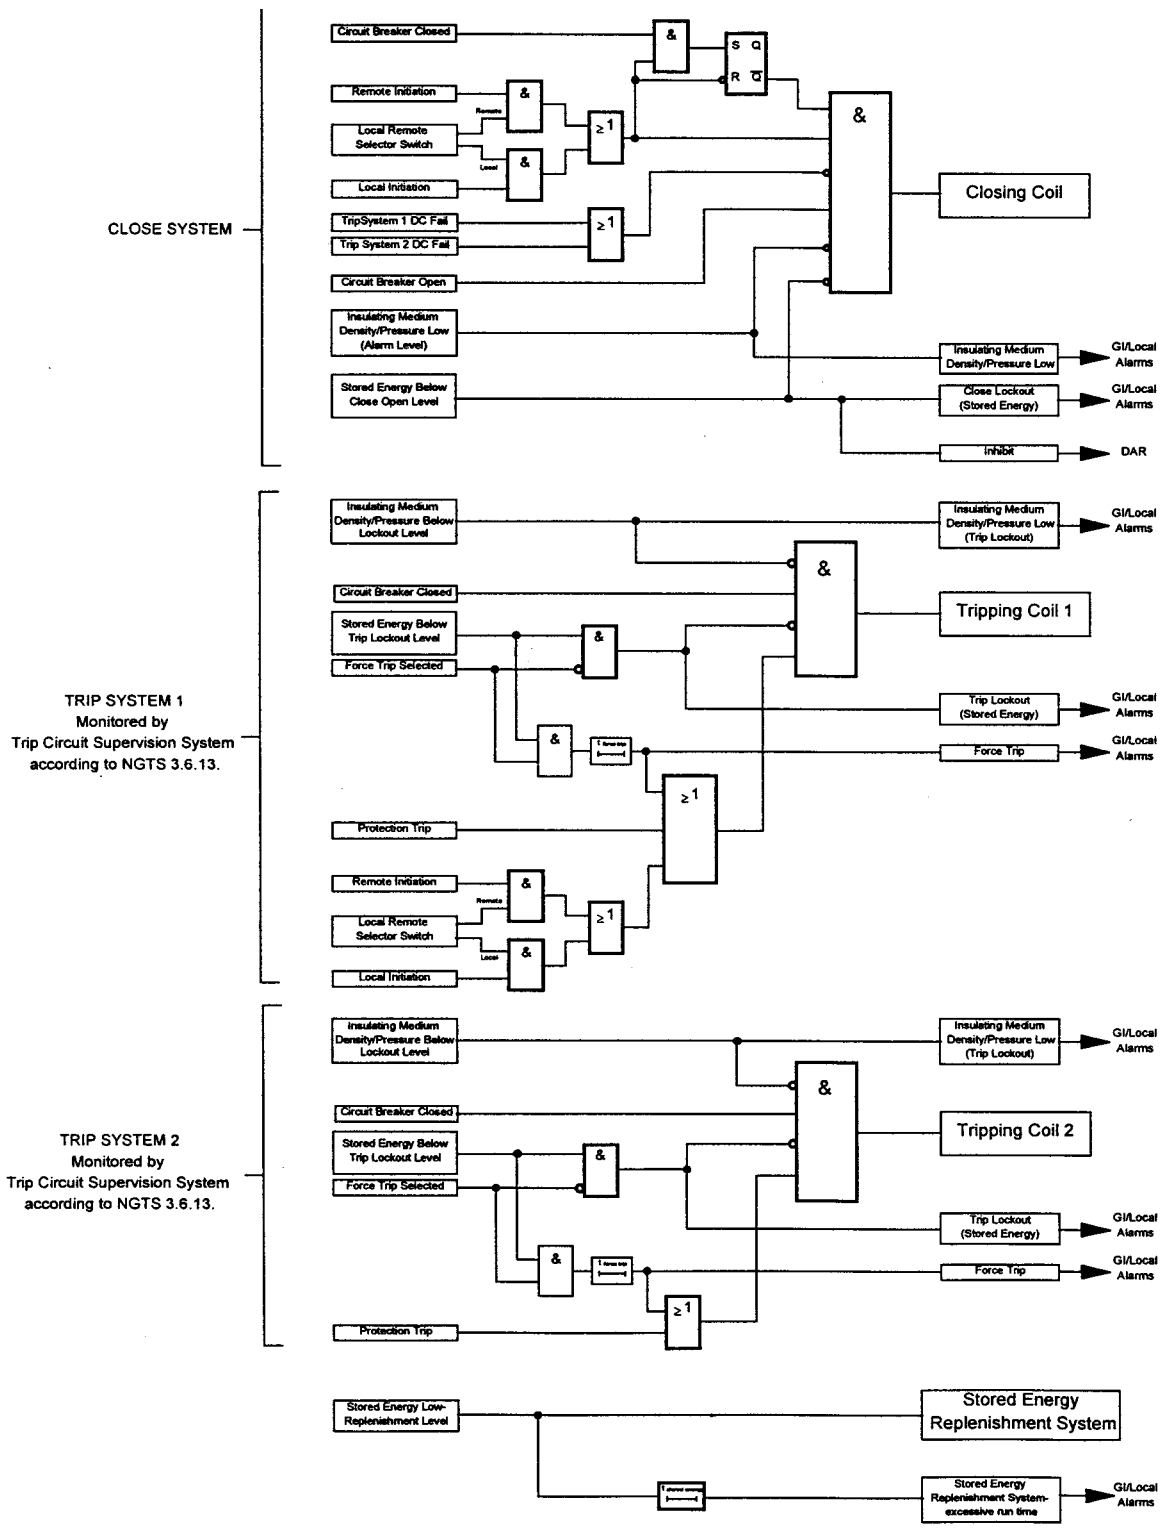 Circuit Breaker Closed
&
S Q
R Q
Remote Initiation
&
Remote
Local Remote
Selector Switch
≥1
&
Local
&
Local Initiation
TripSystem 1 DC Fail
Trip System 2 DC Fail
≥1
Closing Coil
CLOSE SYSTEM
Circuit Breaker Open
Insulating Medium
Density/Pressure Low
(Alarm Level)
Insulating Medium
Density/Pressure Low
GI/Local
Alarms
Stored Energy Below
Close Open Level
Close Lockout
(Stored Energy)
GI/Local
Alarms
Inhibit
DAR
Insulating Medium
Density/Pressure Below
Lockout Level
Insulating Medium
Density/Pressure Low
(Trip Lockout)
GI/Local
Alarms
&
Circuit Breaker Closed
Tripping Coil 1
Stored Energy Below
Trip Lockout Level
&
Force Trip Selected
TRIP SYSTEM 1
Monitored by
Trip Circuit Supervision System
according to NGTS 3.6.13.
Trip Lockout
(Stored Energy)
GI/Local
Alarms
&
t force trip
Force Trip
GI/Local
Alarms
≥1
Protection Trip
Remote Initiation
&
Remote
Local Remote
Selector Switch
≥1
Local
&
Local Initiation
Insulating Medium
Density/Pressure Below
Lockout Level
Insulating Medium
Density/Pressure Low
(Trip Lockout)
GI/Local
Alarms
&
Circuit Breaker Closed
Tripping Coil 2
Stored Energy Below
Trip Lockout Level
&
Force Trip Selected
TRIP SYSTEM 2
Monitored by
Trip Circuit Supervision System
according to NGTS 3.6.13.
Trip Lockout
(Stored Energy)
GI/Local
Alarms
&
t force trip
Force Trip
GI/Local
Alarms
≥1
Protection Trip
Stored Energy Low-
Replenishment Level
Stored Energy
Replenishment System
t stored energy
Stored Energy
Replenishment System-
excessive run time
GI/Local
Alarms